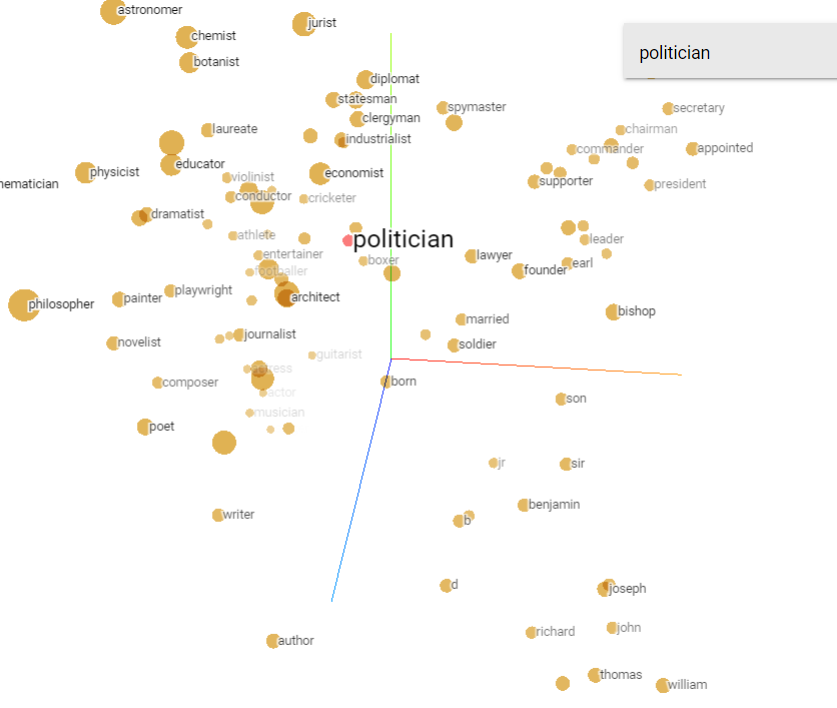 astronomer
jurist
chemist
politician
botanist
diplomat
statesman
spymaster
secretary
clergyman
laureate
chairman
industrialist
commander
appointed
educator
physicist
economist
violinist
supporter
hematician
president
conductor
cricketer
dramatist
athlete
politician
leader
entertainer
lawyer
boxer
earl
footballer
founder
playwright
painter
architect
philosopher
bishop
married
journalist
novelist
soldier
guitarist
actress
composer
born
actor
son
musician
poet
jr
sir
benjamin
writer
b
d
joseph
john
richard
author
thomas
william